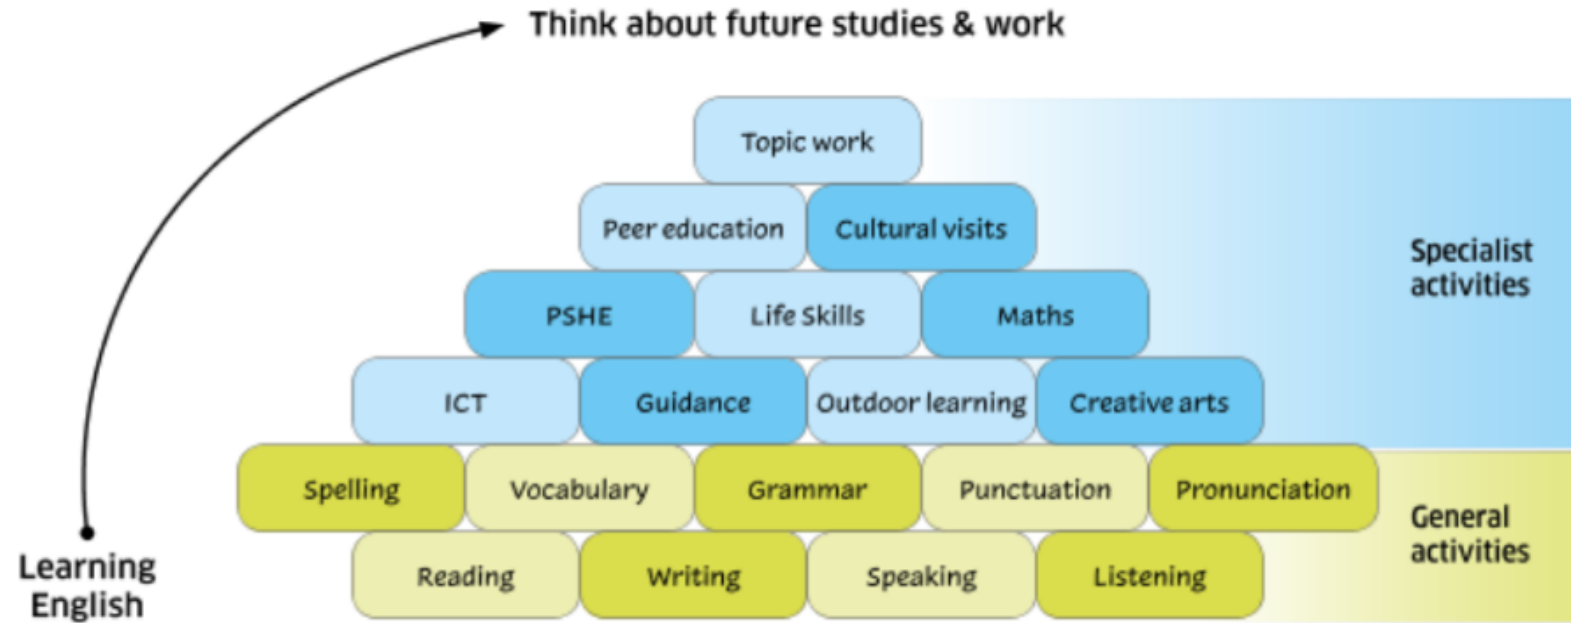 Think about future studies & work
Topic work
Peer education
Cultural visits
Specialist
activities
PSHE
Life Skills
Maths
ICT
Guidance
Outdoor learning
Creative arts
Spelling
Vocabulary
Grammar
Punctuation
Pronunciation
General
activities
Reading
Writing
Speaking
Listening
Learning
English